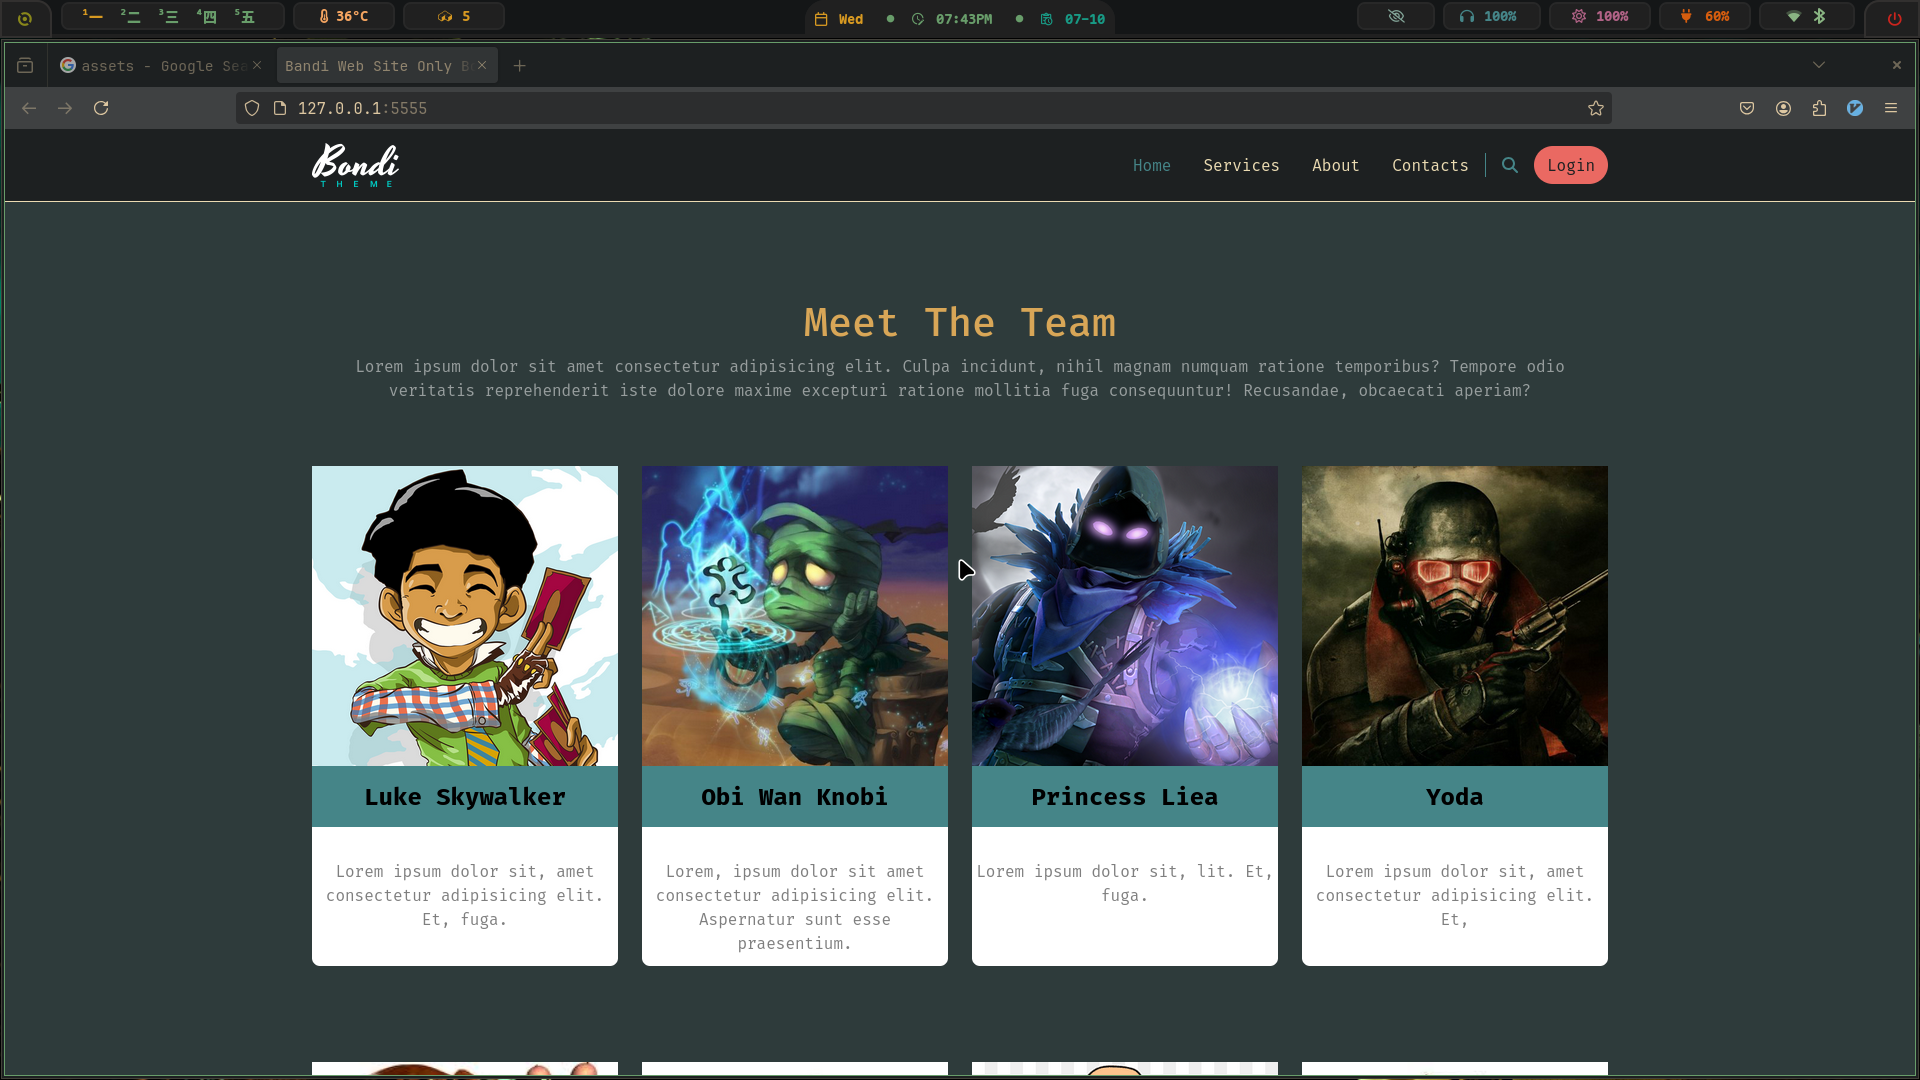 ¹一 ²二 ³三 ⁴四 ⁵五 36°C 5 Wed • 07:43PM • 07-10 100% 100% 60%
assets - Google Sea Bandi Web Site Only
127.0.0.1:5555
Bondi
THEME
Home Services About Contacts Login
Meet The Team
Lorem ipsum dolor sit amet consectetur adipisicing elit. Culpa incidunt, nihil magnam numquam ratione temporibus? Tempore odio
veritatis reprehenderit iste dolore maxime excepturi ratione mollitia fuga consequuntur! Recusandae, obcaecati aperiam?
Luke Skywalker
Lorem ipsum dolor sit, amet
consectetur adipisicing elit.
Et, fuga.
Obi Wan Knobi
Lorem, ipsum dolor sit amet
consectetur adipisicing elit.
Aspernatur sunt esse
praesentium.
Princess Liea
Lorem ipsum dolor sit, lit. Et,
fuga.
Yoda
Lorem ipsum dolor sit, amet
consectetur adipisicing elit.
Et,